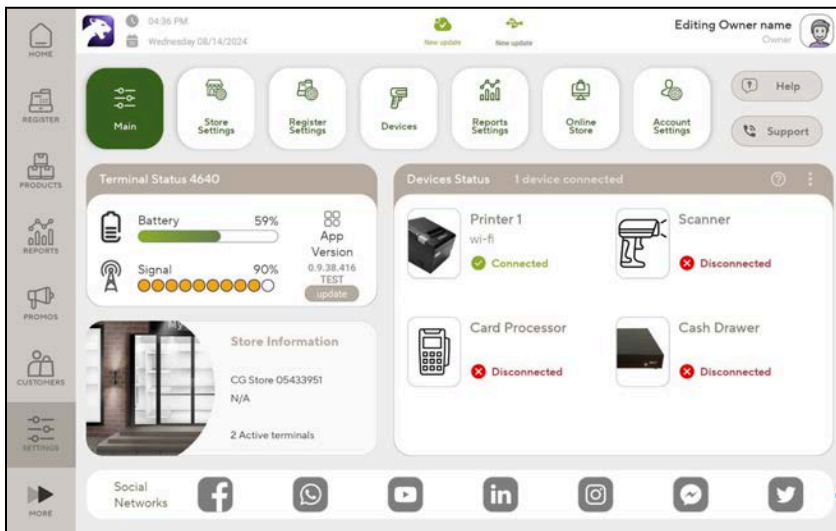 HOME
REGISTER
PRODUCTS
REPORTS
PROMOS
CUSTOMERS
SETTINGS
MORE
04:36 PM
Wednesday 08/14/2024
New update
New update
Editing Owner name
Owner
Main
Store
Settings
Register
Settings
Devices
Reports
Settings
Online
Store
Account
Settings
Help
Support
Terminal Status 4640
Battery 59%
Signal 90%
App
Version
0.9.38.416
TEST
update
Devices Status 1 device connected
Printer 1
wi-fi
Connected
Scanner
Disconnected
Card Processor
Disconnected
Cash Drawer
Disconnected
My
Store Information
CG Store 05433951
N/A
2 Active terminals
Social
Networks